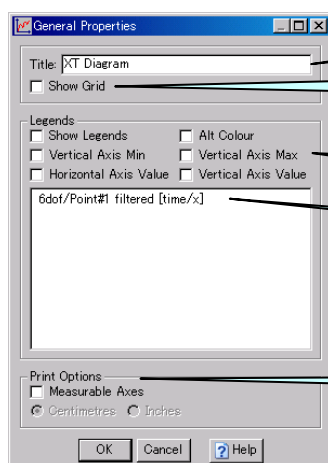 General Properties
Title: XT Diagram
Show Grid
Legends
Show Legends Alt Colour
Vertical Axis Min Vertical Axis Max
Horizontal Axis Value Vertical Axis Value
6dof/Point#1 filtered [time/x]
Print Options
Measurable Axes
Centimetres Inches
OK Cancel Help